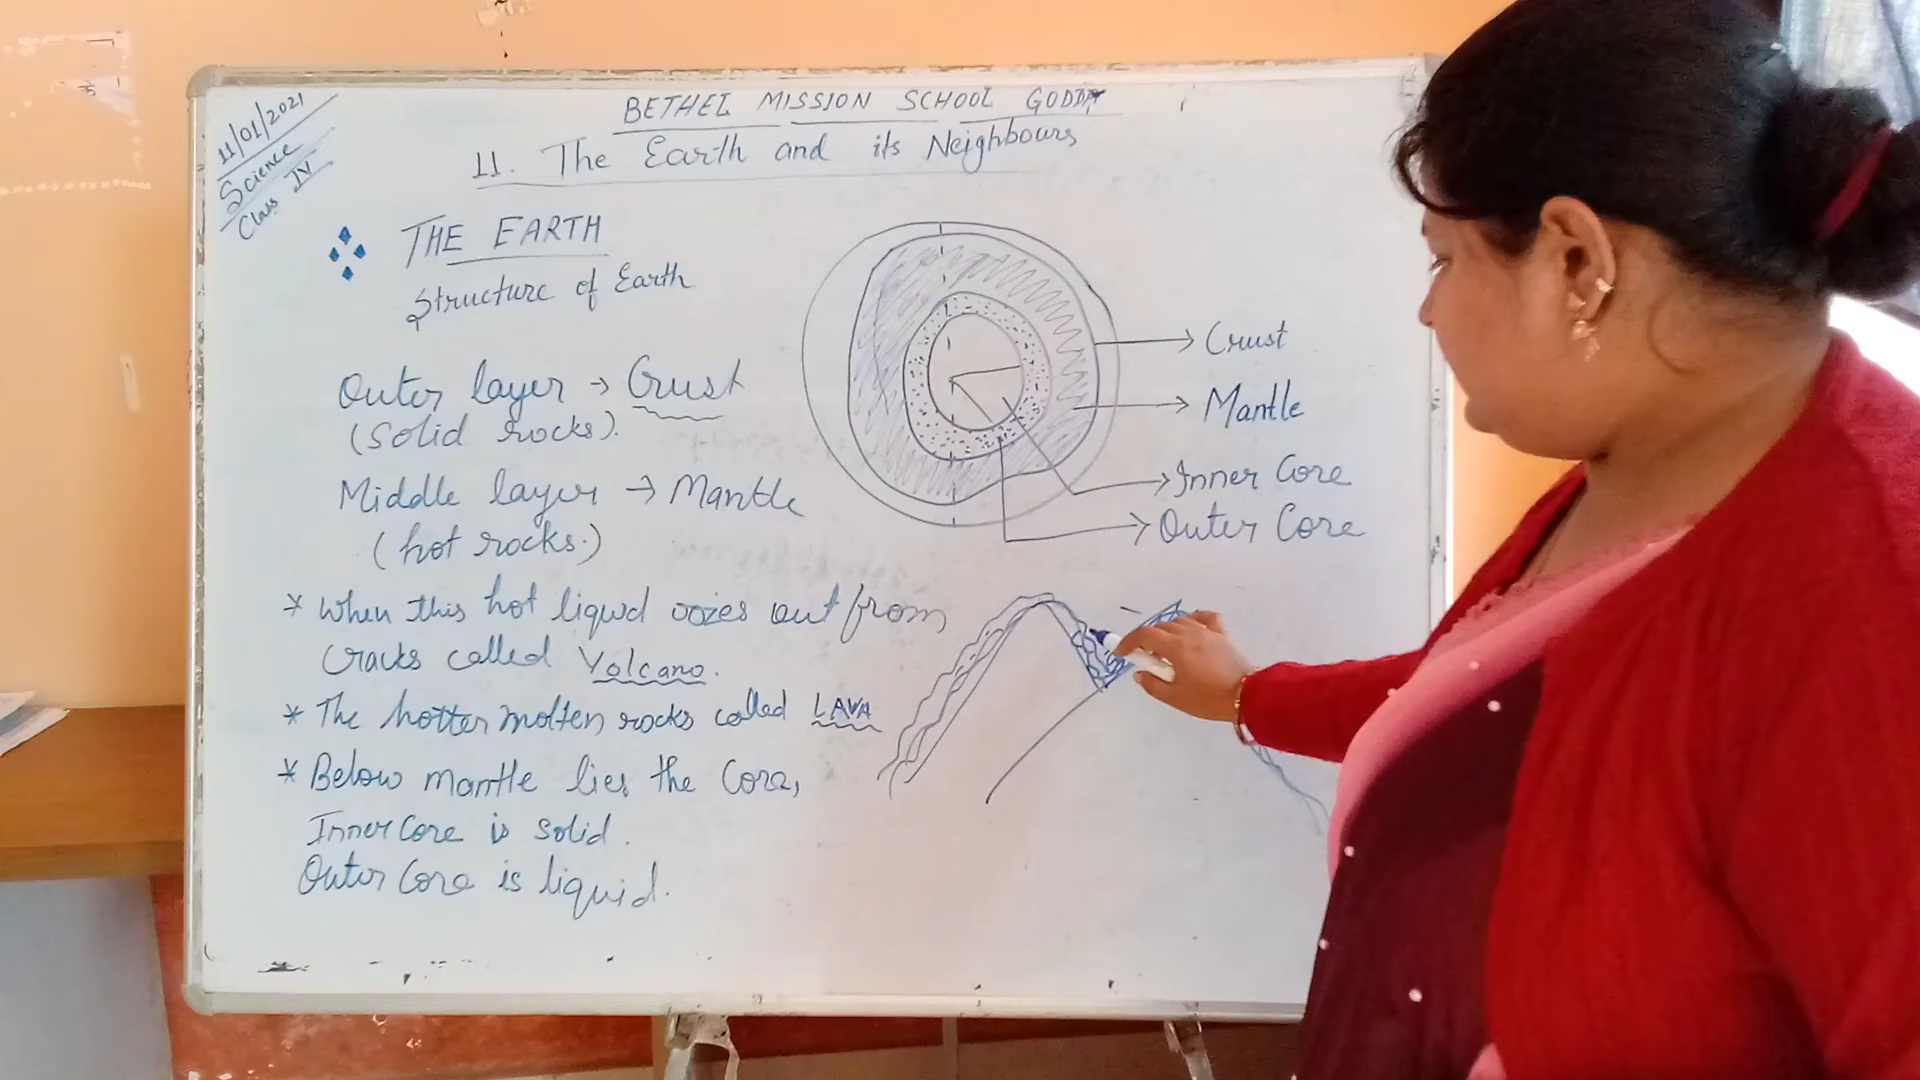 11/01/2021
Science
Class IV
BETHEL MISSION SCHOOL GODDA
11. The Earth and its Neighbours
THE EARTH
Structure of Earth
Outer layer → Crust
(solid rocks).
Middle layer → Mantle
(hot rocks.)
* When this hot liquid oozes out from
cracks called Volcano.
* The hotter molten rocks called LAVA
* Below mantle lies the Core,
Inner Core is solid.
Outer Core is liquid.
Crust
Mantle
Inner Core
Outer Core